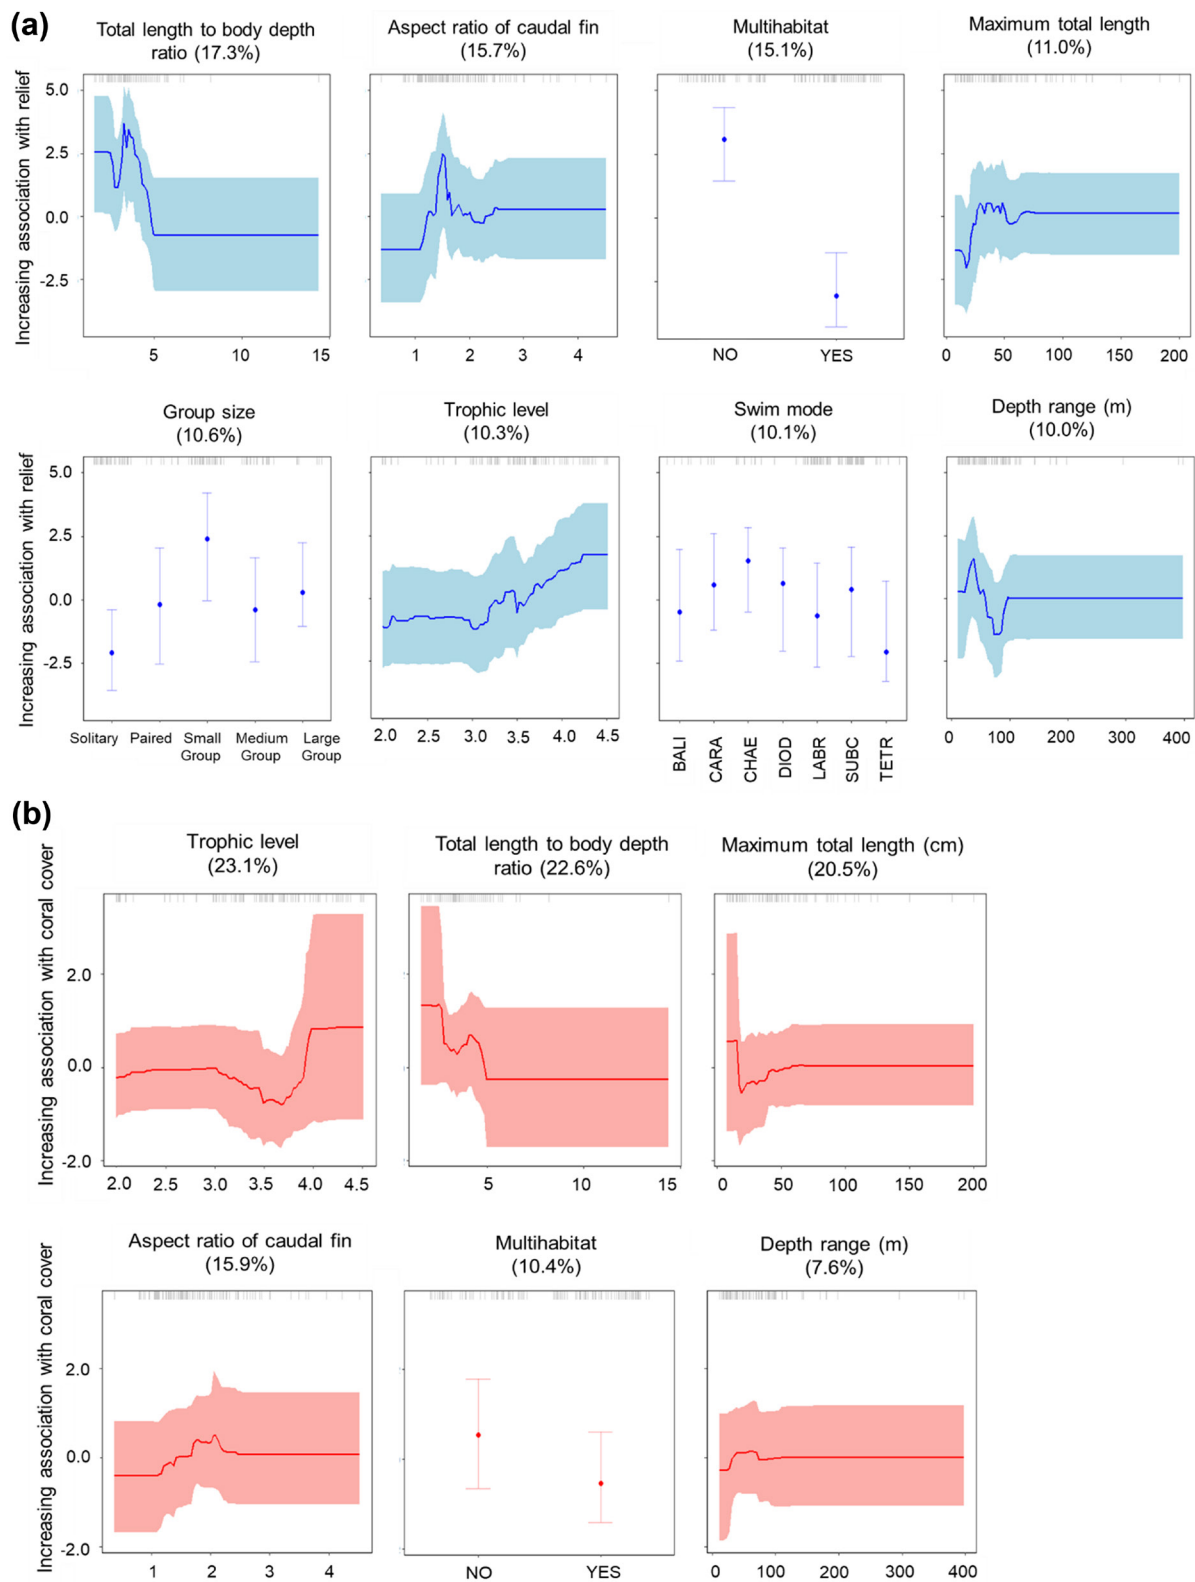 (a)
Total length to body depth
ratio (17.3%)
Aspect ratio of caudal fin
(15.7%)
Multihabitat
(15.1%)
Maximum total length
(11.0%)
Increasing association with relief
5.0
2.5
0.0
-2.5
5 10 15
1 2 3 4
NO YES
0 50 100 150 200
Group size
(10.6%)
Trophic level
(10.3%)
Swim mode
(10.1%)
Depth range (m)
(10.0%)
Increasing association with relief
5.0
2.5
0.0
-2.5
Solitary Paired Small Medium Large
Group Group Group
2.0 2.5 3.0 3.5 4.0 4.5
BALI
CARA
CHAE
DIOD
LABR
SUBC
TETR
0 100 200 300 400
(b)
Trophic level
(23.1%)
Total length to body depth
ratio (22.6%)
Maximum total length (cm)
(20.5%)
Increasing association with coral cover
2.0
0.0
-2.0
2.0 2.5 3.0 3.5 4.0 4.5
5 10 15
0 50 100 150 200
Aspect ratio of caudal fin
(15.9%)
Multihabitat
(10.4%)
Depth range (m)
(7.6%)
Increasing association with coral cover
2.0
0.0
-2.0
1 2 3 4
NO YES
0 100 200 300 400